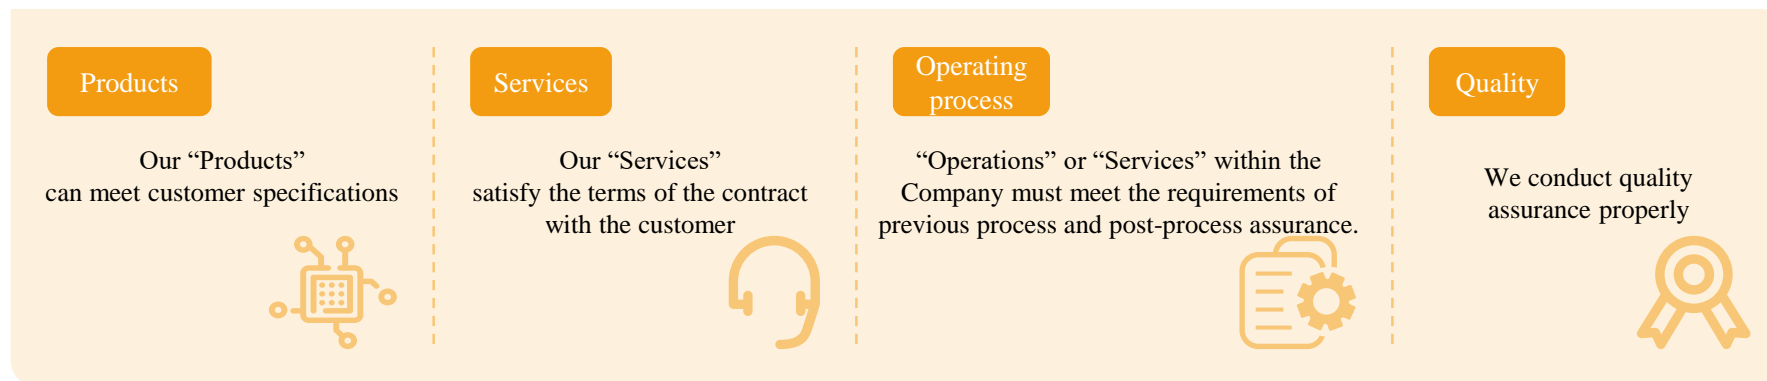 Products
Our “Products”
can meet customer specifications
Services
Our “Services”
satisfy the terms of the contract
with the customer
Operating
process
“Operations” or “Services” within the
Company must meet the requirements of
previous process and post-process assurance.
Quality
We conduct quality
assurance properly